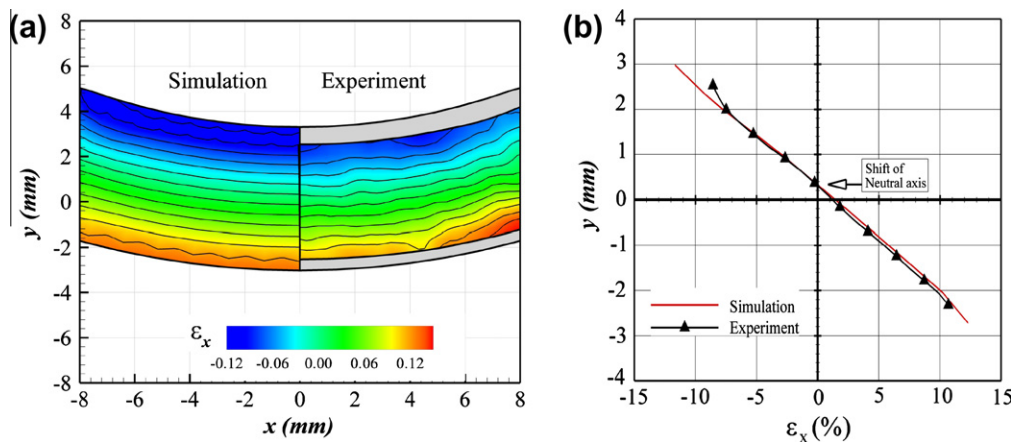 (a)
8
6
4
2
0
-2
-4
-6
-8
y (mm)
Simulation Experiment
εx
-0.12 -0.06 0.00 0.06 0.12
-8 -6 -4 -2 0 2 4 6 8
x (mm)
(b)
4
3
2
1
0
-1
-2
-3
-4
y (mm)
Shift of
Neutral axis
Simulation
Experiment
-15 -10 -5 0 5 10 15
εx (%)